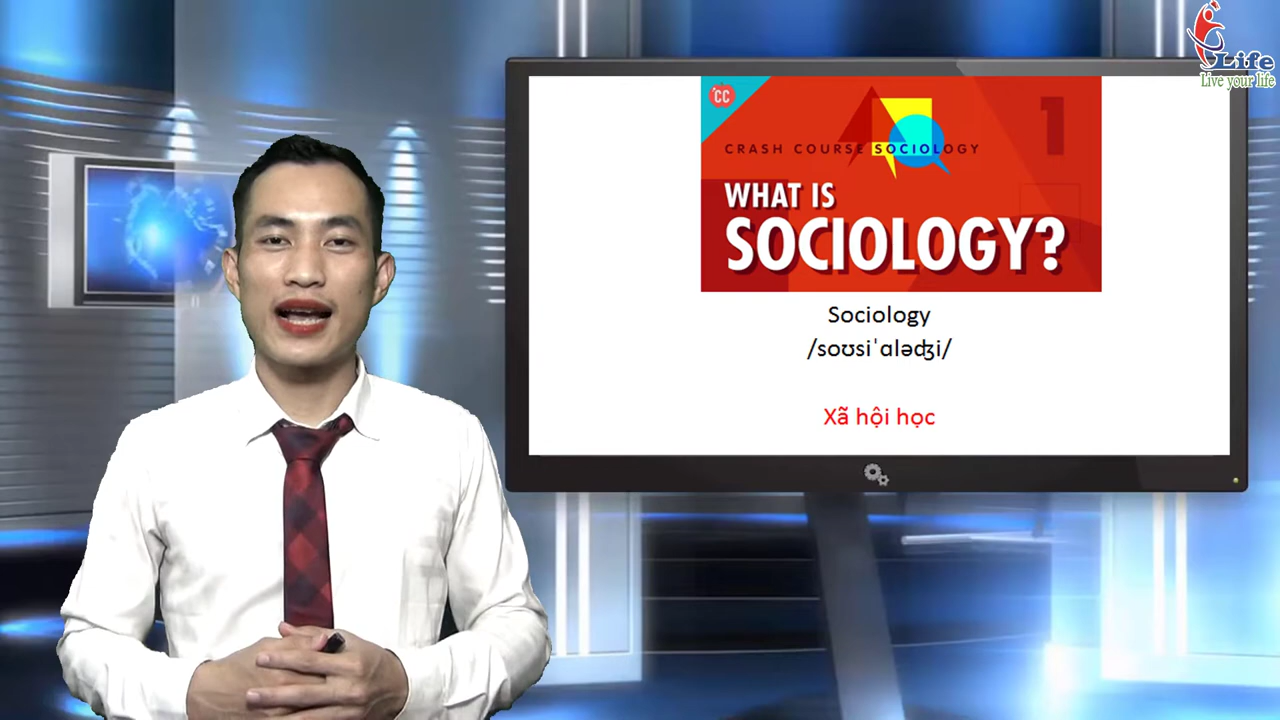 Life
Live your life
CC
CRASH COURSE SOCIOLOGY
1
WHAT IS
SOCIOLOGY?
Sociology
/soʊsiˈɑləʤi/
Xã hội học